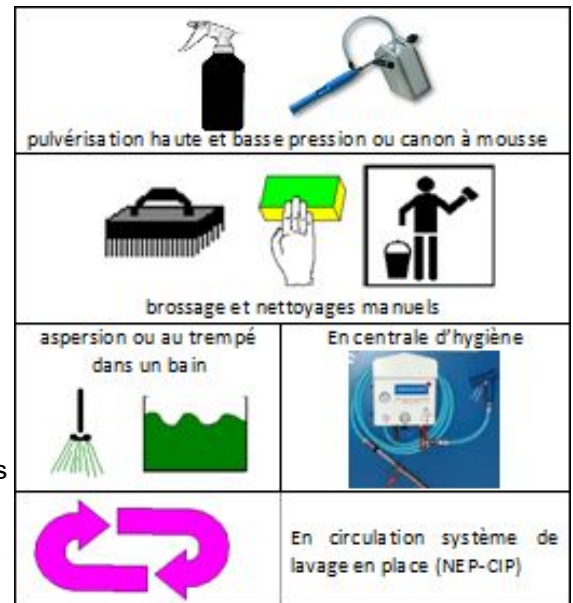 pulvérisation haute et basse pression ou canon à mousse
brossage et nettoyages manuels
aspersion ou au trempé
dans un bain
En centrale d'hygiène
s
En circulation système de
lavage en place (NEP-CIP)